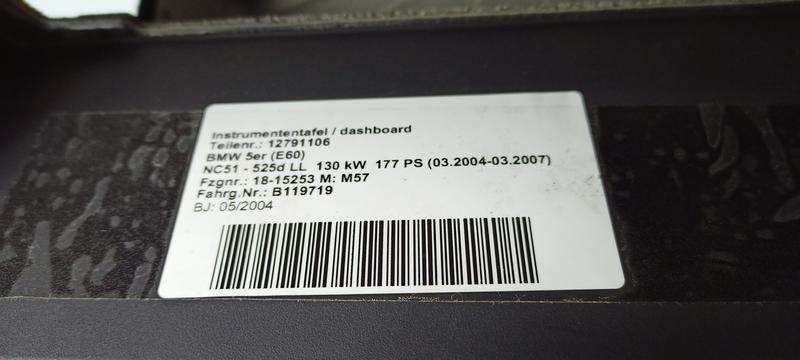 Instrumententafel / dashboard
Teilenr.: 12791106
BMW 5er (E60)
NC51 - 525d LL 130 kW 177 PS (03.2004-03.2007)
Fzgnr.: 18-15253 M: M57
Fahrg.Nr.: B119719
BJ: 05/2004